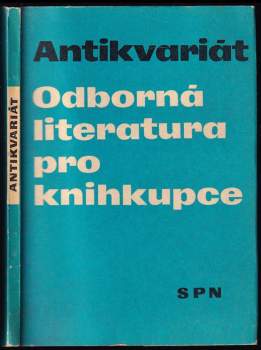 ANTIKVARIÁT
Antikvariát
Odborná
literatura
pro
knihkupce
SPN